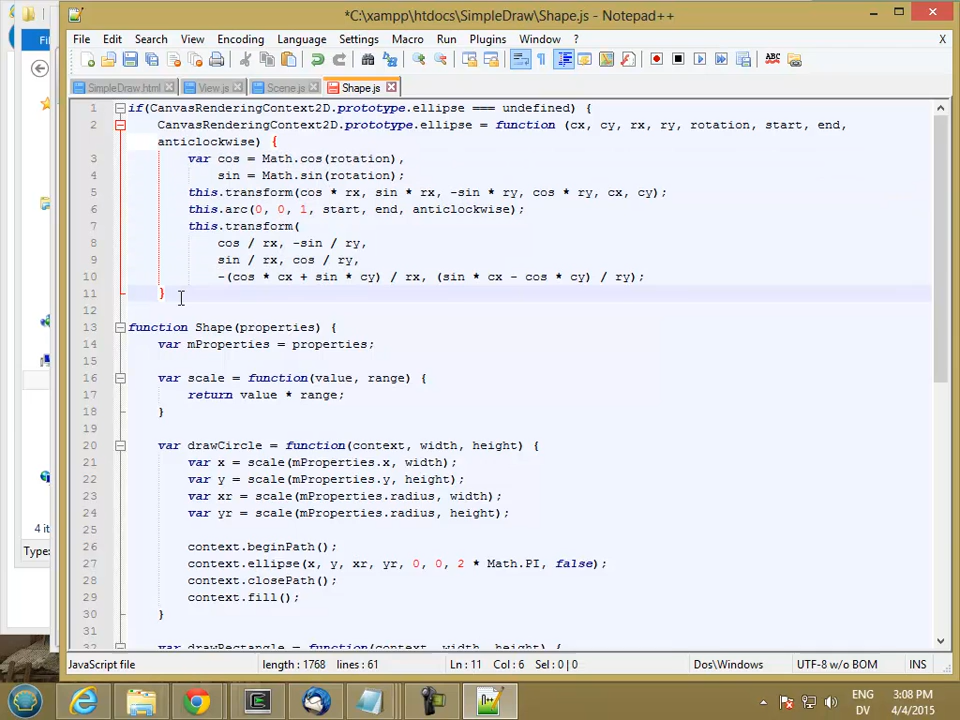 *C:\xampp\htdocs\SimpleDraw\Shape.js - Notepad++
File Edit Search View Encoding Language Settings Macro Run Plugins Window ? X
SimpleDraw.html View.js Scene.js Shape.js
1 if(CanvasRenderingContext2D.prototype.ellipse === undefined) {
2 CanvasRenderingContext2D.prototype.ellipse = function (cx, cy, rx, ry, rotation, start, end,
anticlockwise) {
3 var cos = Math.cos(rotation),
4 sin = Math.sin(rotation);
5 this.transform(cos * rx, sin * rx, -sin * ry, cos * ry, cx, cy);
6 this.arc(0, 0, 1, start, end, anticlockwise);
7 this.transform(
8 cos / rx, -sin / ry,
9 sin / rx, cos / ry,
10 -(cos * cx + sin * cy) / rx, (sin * cx - cos * cy) / ry);
11 }
12
13 function Shape(properties) {
14 var mProperties = properties;
15
16 var scale = function(value, range) {
17 return value * range;
18 }
19
20 var drawCircle = function(context, width, height) {
21 var x = scale(mProperties.x, width);
22 var y = scale(mProperties.y, height);
23 var xr = scale(mProperties.radius, width);
24 var yr = scale(mProperties.radius, height);
25
26 context.beginPath();
27 context.ellipse(x, y, xr, yr, 0, 0, 2 * Math.PI, false);
28 context.closePath();
29 context.fill();
30 }
31
32 var drawRectangle = function(context, width, height) {
Fi
4 it
Type:
JavaScript file length : 1768 lines : 61 Ln : 11 Col : 6 Sel : 0 | 0 Dos\Windows UTF-8 w/o BOM INS
ENG
DV
3:08 PM
4/4/2015